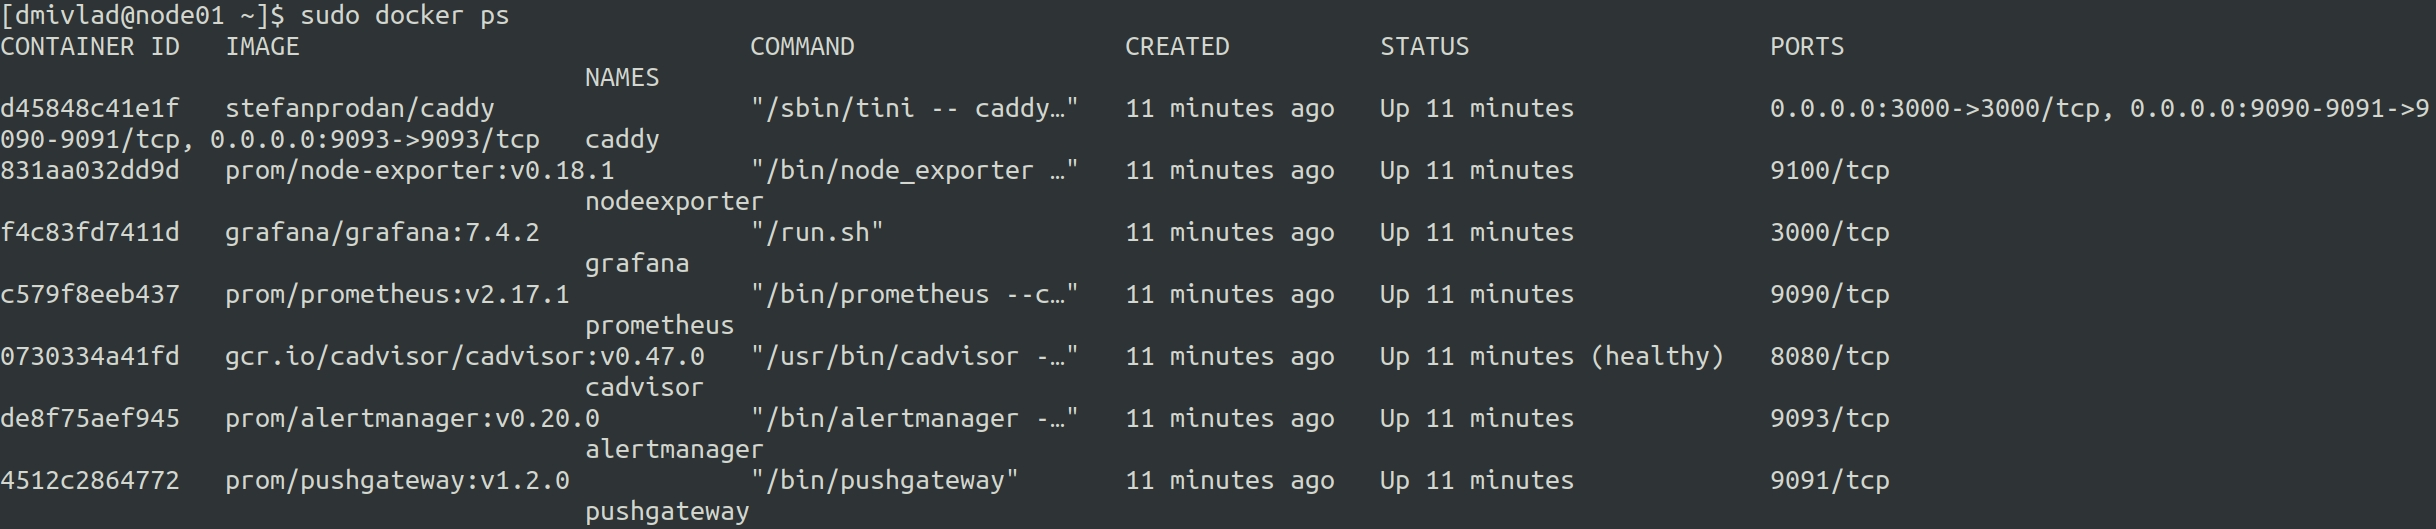 [dmivlad@node01 ~]$ sudo docker ps
CONTAINER ID   IMAGE                              COMMAND                  CREATED          STATUS                    PORTS
                                       NAMES
d45848c41e1f   stefanprodan/caddy                 "/sbin/tini -- caddy…"   11 minutes ago   Up 11 minutes             0.0.0.0:3000->3000/tcp, 0.0.0.0:9090-9091->9
090-9091/tcp, 0.0.0.0:9093->9093/tcp   caddy
831aa032dd9d   prom/node-exporter:v0.18.1         "/bin/node_exporter …"   11 minutes ago   Up 11 minutes             9100/tcp
                                       nodeexporter
f4c83fd7411d   grafana/grafana:7.4.2              "/run.sh"                11 minutes ago   Up 11 minutes             3000/tcp
                                       grafana
c579f8eeb437   prom/prometheus:v2.17.1            "/bin/prometheus --c…"   11 minutes ago   Up 11 minutes             9090/tcp
                                       prometheus
0730334a41fd   gcr.io/cadvisor/cadvisor:v0.47.0   "/usr/bin/cadvisor -…"   11 minutes ago   Up 11 minutes (healthy)   8080/tcp
                                       cadvisor
de8f75aef945   prom/alertmanager:v0.20.0          "/bin/alertmanager -…"   11 minutes ago   Up 11 minutes             9093/tcp
                                       alertmanager
4512c2864772   prom/pushgateway:v1.2.0            "/bin/pushgateway"       11 minutes ago   Up 11 minutes             9091/tcp
                                       pushgateway